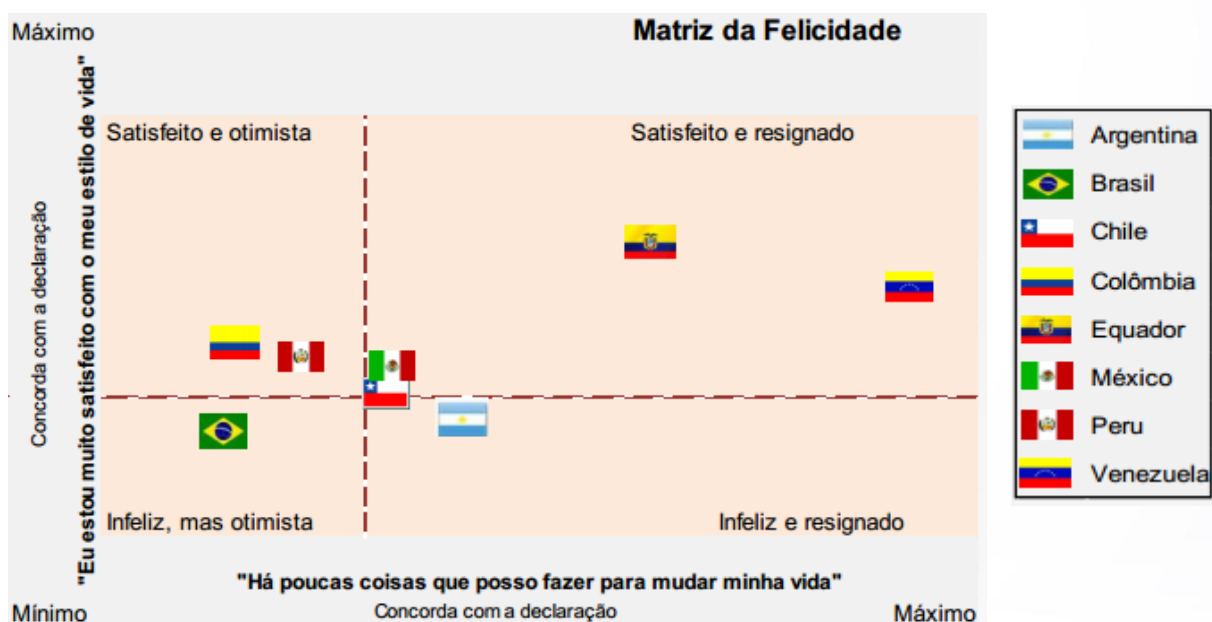 Máximo
Matriz da Felicidade
"Eu estou muito satisfeito com o meu estilo de vida"
Concorda com a declaração
Satisfeito e otimista
Satisfeito e resignado
Infeliz, mas otimista
Infeliz e resignado
"Há poucas coisas que posso fazer para mudar minha vida"
Mínimo
Concorda com a declaração
Máximo
Argentina
Brasil
Chile
Colômbia
Equador
México
Peru
Venezuela